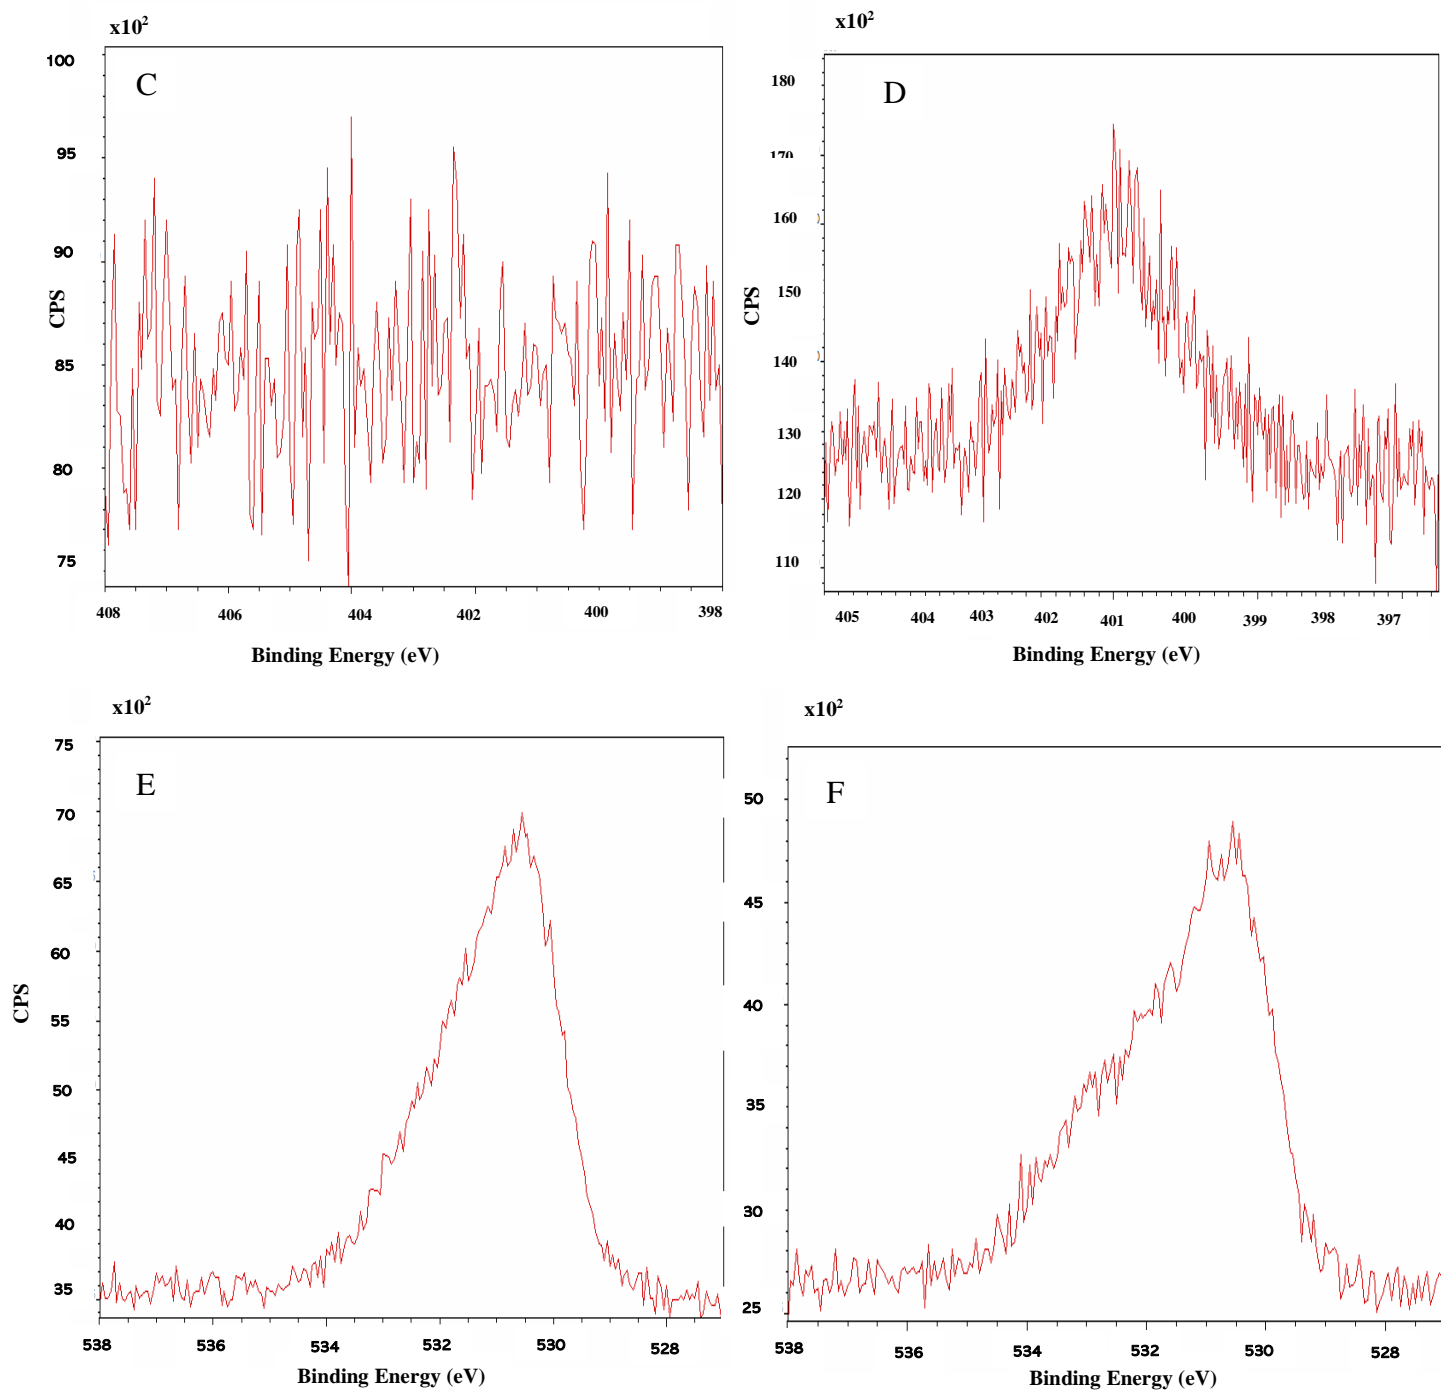 x10²
C
100
95
90
85
80
75
CPS
408 406 404 402 400 398
Binding Energy (eV)
x10²
D
180
170
160
150
140
130
120
110
CPS
405 404 403 402 401 400 399 398 397
Binding Energy (eV)
x10²
E
75
70
65
60
55
50
45
40
35
CPS
538 536 534 532 530 528
Binding Energy (eV)
x10²
F
50
45
40
35
30
25
538 536 534 532 530 528
Binding Energy (eV)